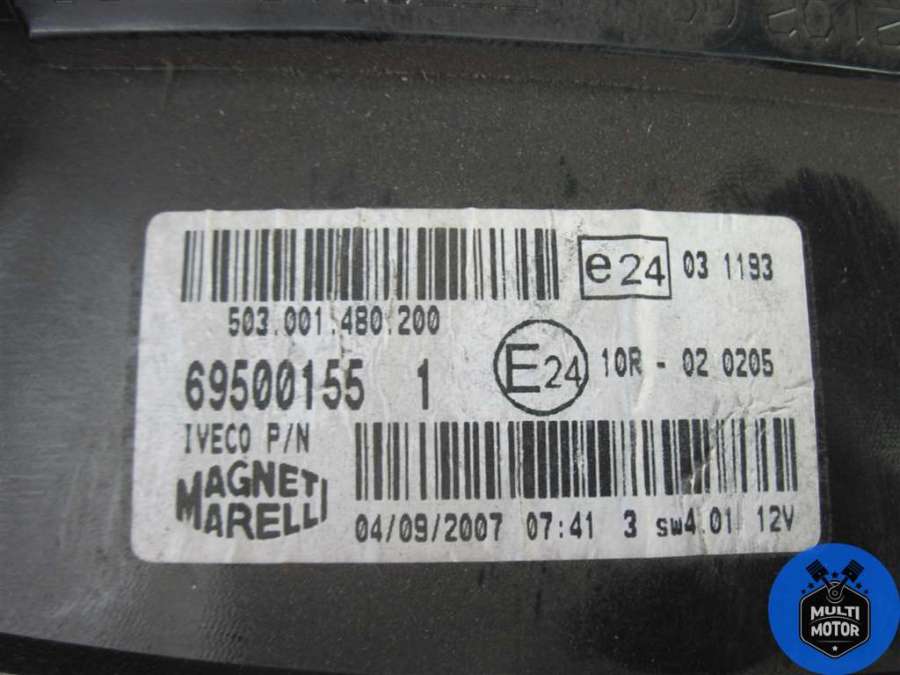 e24 03 1193
503.001.480.200
69500155 1
E24 10R - 02 0205
IVECO P/N
MAGNETI
MARELLI
04/09/2007 07:41 3 sw4.01 12V
MULTI
MOTOR